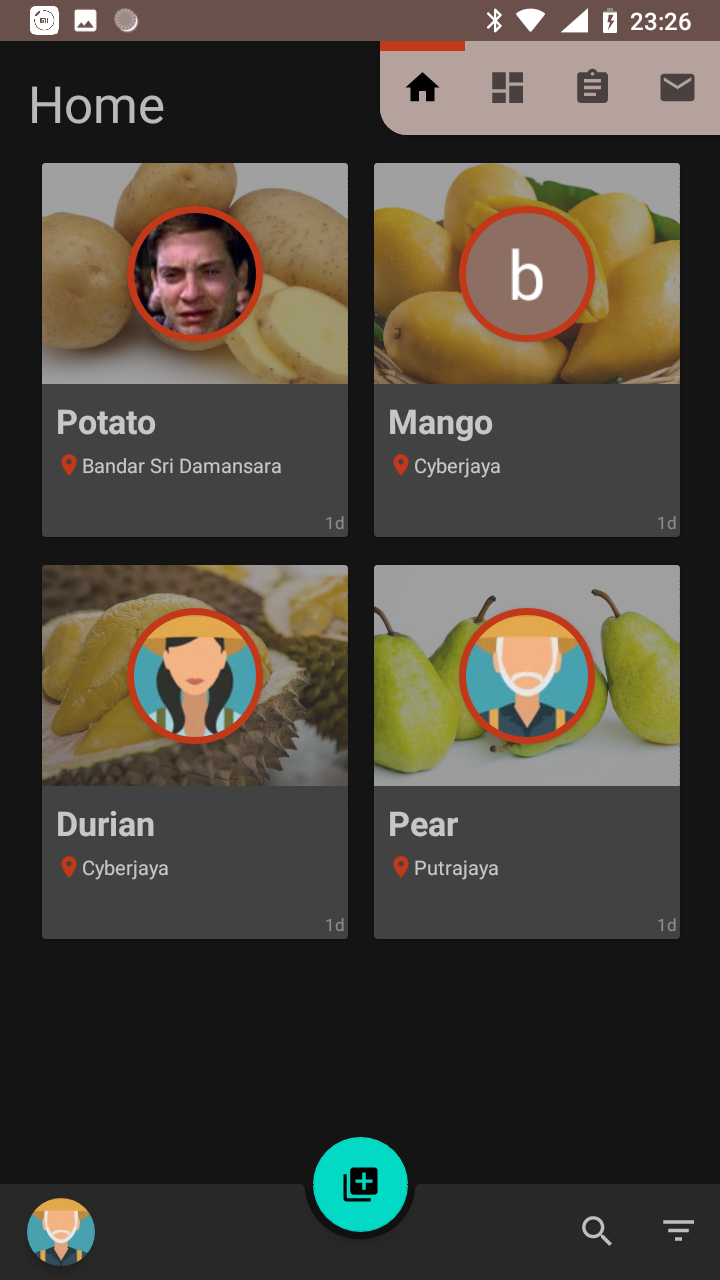 23:26
Home
b
Potato
Bandar Sri Damansara
1d
Mango
Cyberjaya
1d
Durian
Cyberjaya
1d
Pear
Putrajaya
1d